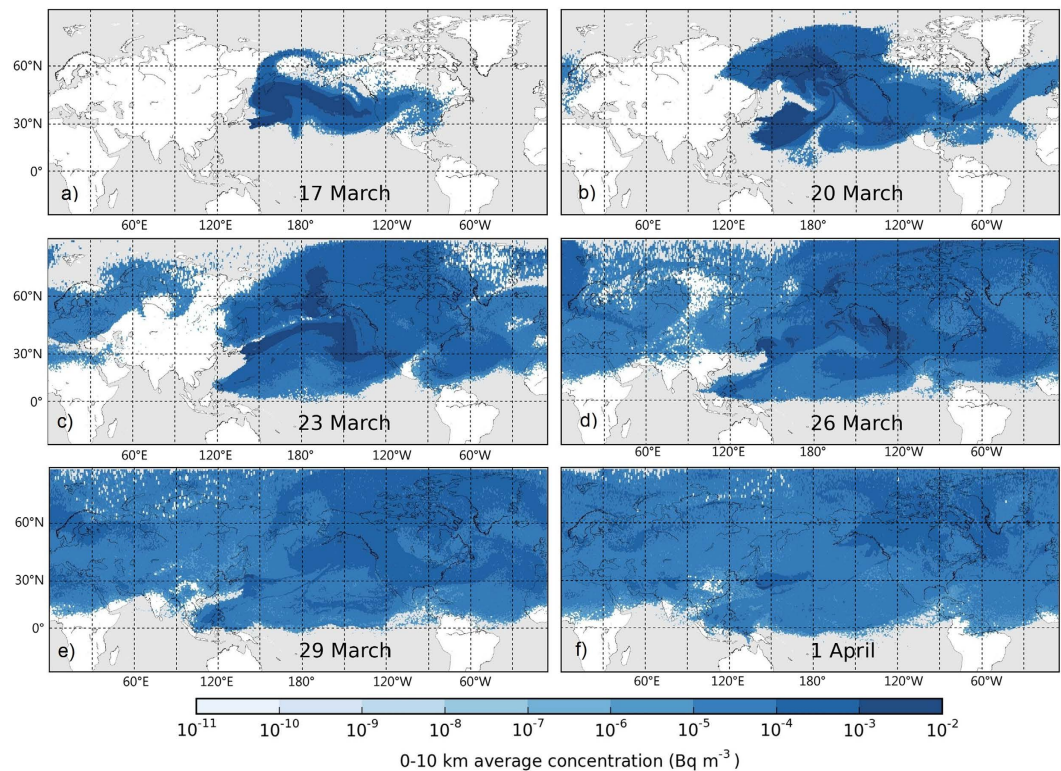 60°N
30°N
0°
a)
17 March
b)
20 March
60°E
120°E
180°
120°W
60°W
60°E
120°E
180°
120°W
60°W
60°N
30°N
0°
c)
23 March
d)
26 March
60°E
120°E
180°
120°W
60°W
60°E
120°E
180°
120°W
60°W
60°N
30°N
0°
e)
29 March
f)
1 April
60°E
120°E
180°
120°W
60°W
60°E
120°E
180°
120°W
60°W
10⁻¹¹ 10⁻¹⁰ 10⁻⁹ 10⁻⁸ 10⁻⁷ 10⁻⁶ 10⁻⁵ 10⁻⁴ 10⁻³ 10⁻²
0-10 km average concentration (Bq m⁻³)